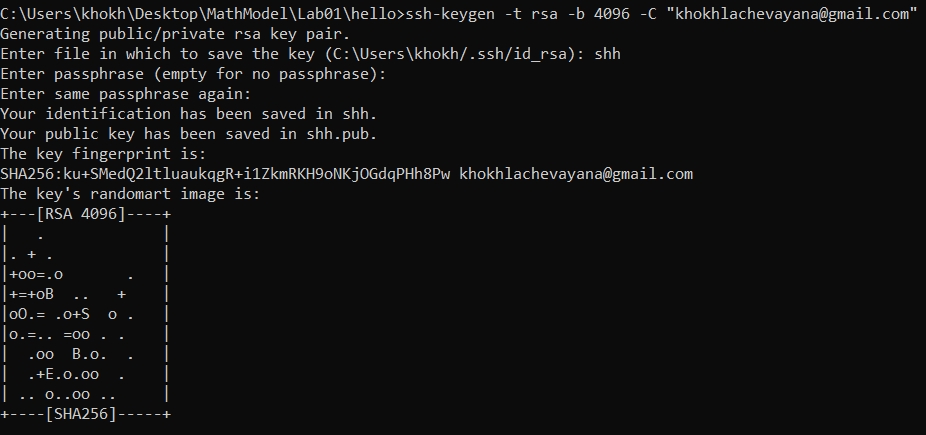 C:\Users\khokh\Desktop\MathModel\Lab01\hello>ssh-keygen -t rsa -b 4096 -C "khokhlachevayana@gmail.com"
Generating public/private rsa key pair.
Enter file in which to save the key (C:\Users\khokh/.ssh/id_rsa): shh
Enter passphrase (empty for no passphrase):
Enter same passphrase again:
Your identification has been saved in shh.
Your public key has been saved in shh.pub.
The key fingerprint is:
SHA256:ku+SMedQ2ltluaukqgR+i1ZkmRKH9oNKjOGdqPHh8Pw khokhlachevayana@gmail.com
The key's randomart image is:
+---[RSA 4096]----+
|   .             |
|. + .            |
|+oo=.o       .   |
|+=+oB  ..   +    |
|oO.= .o+S  o .   |
|o.=.. =oo . .    |
|  .oo  B.o.  .   |
|  .+E.o.oo  .    |
| .. o..oo ..     |
+----[SHA256]-----+